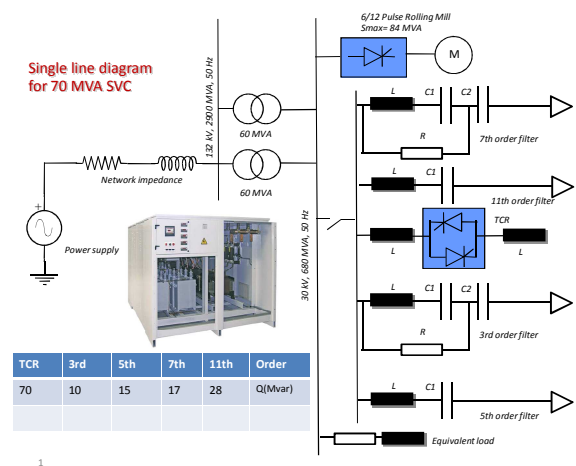 6/12 Pulse Rolling Mill
Smax= 84 MVA
M
Single line diagram
for 70 MVA SVC
132 kV, 2900 MVA, 50 Hz
60 MVA
60 MVA
Network impedance
+
Power supply
30 kV, 680 MVA, 50 Hz
L C1 C2
R
7th order filter
L C1
11th order filter
TCR
L
L
L C1 C2
R
3rd order filter
L C1
5th order filter
Equivalent load
TCR 3rd 5th 7th 11th Order
70 10 15 17 28 Q(Mvar)
1